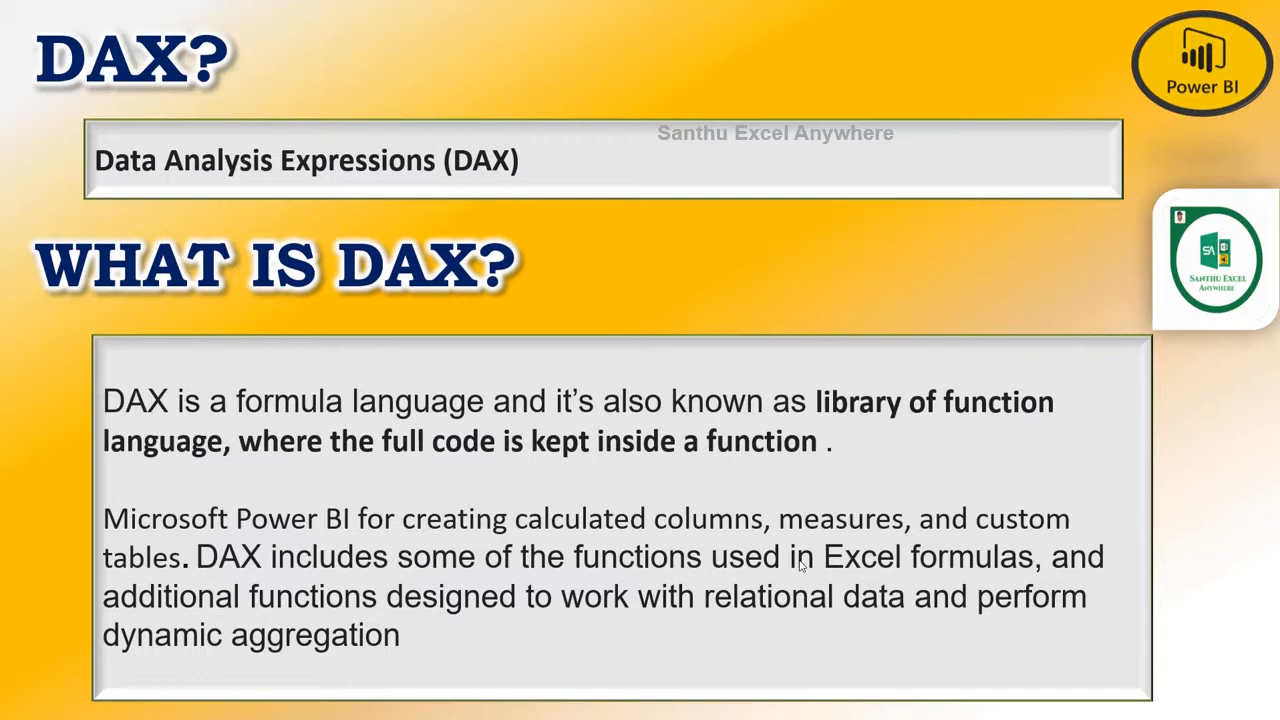 DAX?
Power BI
Santhu Excel Anywhere
Data Analysis Expressions (DAX)
WHAT IS DAX?
SA
SANTHU EXCEL
ANYWHERE
DAX is a formula language and it’s also known as library of function
language, where the full code is kept inside a function .
Microsoft Power BI for creating calculated columns, measures, and custom
tables. DAX includes some of the functions used in Excel formulas, and
additional functions designed to work with relational data and perform
dynamic aggregation